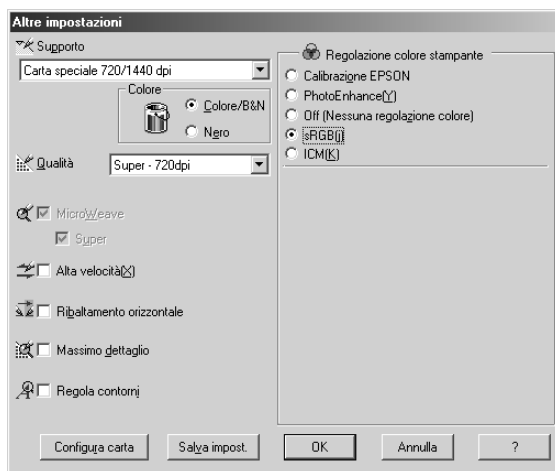 Altre impostazioni
Supporto
Carta speciale 720/1440 dpi
Colore
Colore/B&N
Nero
Qualità
Super - 720dpi
MicroWeave
Super
Alta velocità(X)
Ribaltamento orizzontale
Massimo dettaglio
Regola contorni
Regolazione colore stampante
Calibrazione EPSON
PhotoEnhance(Y)
Off (Nessuna regolazione colore)
sRGB(j)
ICM(K)
Configura carta
Salva impost.
OK
Annulla
?